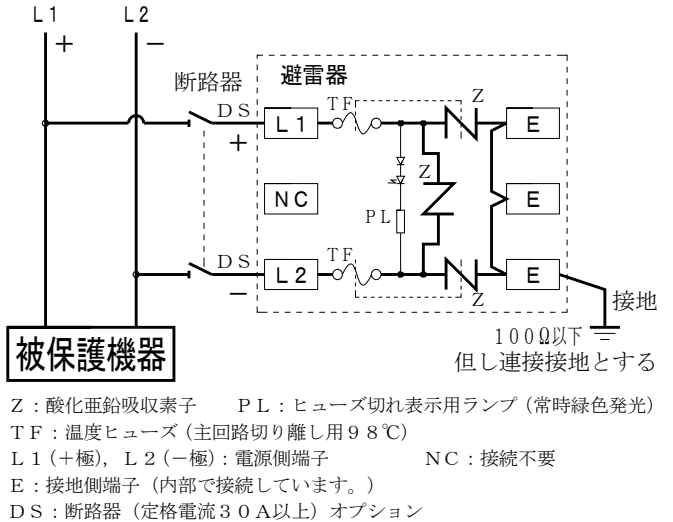 L1 L2
＋ －
断路器 避雷器
DS L1 TF Z E
＋
NC Z E
PL
DS L2 TF Z E
－
接地
100Ω以下
但し連接接地とする
被保護機器
Z：酸化亜鉛吸収素子 PL：ヒューズ切れ表示用ランプ（常時緑色発光）
TF：温度ヒューズ（主回路切り離し用98℃）
L1（＋極），L2（－極）：電源側端子 NC：接続不要
E：接地側端子（内部で接続しています。）
DS：断路器（定格電流30A以上）オプション